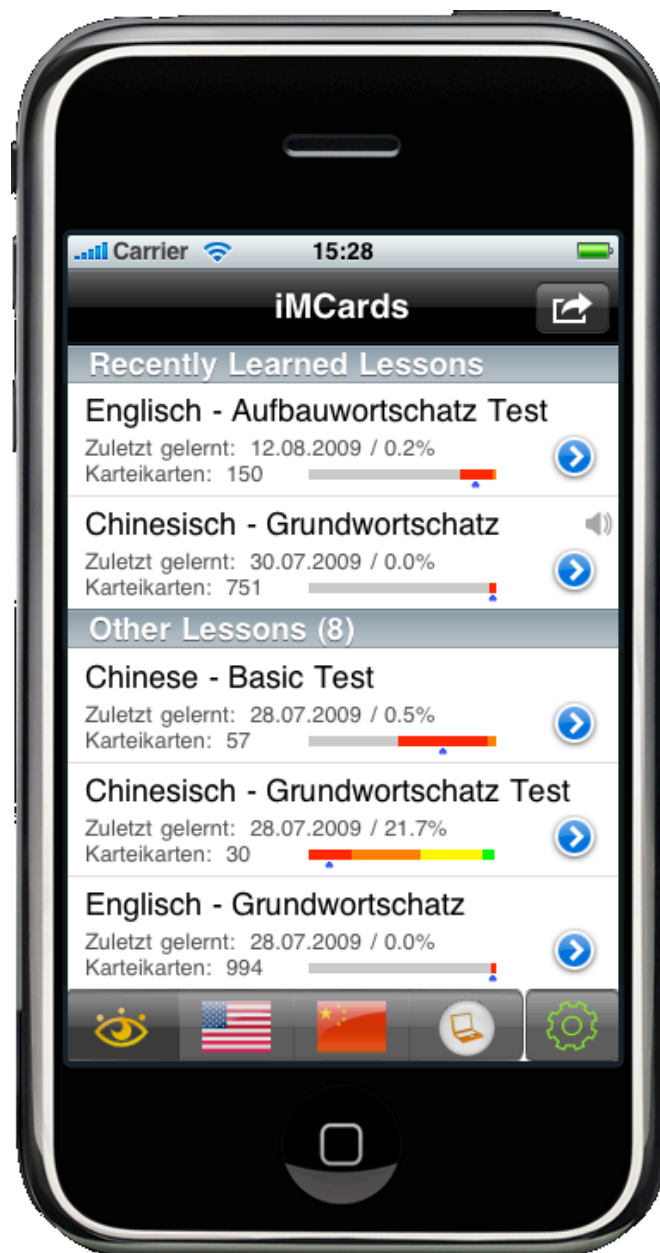 Carrier 15:28
iMCards
Recently Learned Lessons
Englisch - Aufbauwortschatz Test
Zuletzt gelernt: 12.08.2009 / 0.2%
Karteikarten: 150
Chinesisch - Grundwortschatz
Zuletzt gelernt: 30.07.2009 / 0.0%
Karteikarten: 751
Other Lessons (8)
Chinese - Basic Test
Zuletzt gelernt: 28.07.2009 / 0.5%
Karteikarten: 57
Chinesisch - Grundwortschatz Test
Zuletzt gelernt: 28.07.2009 / 21.7%
Karteikarten: 30
Englisch - Grundwortschatz
Zuletzt gelernt: 28.07.2009 / 0.0%
Karteikarten: 994